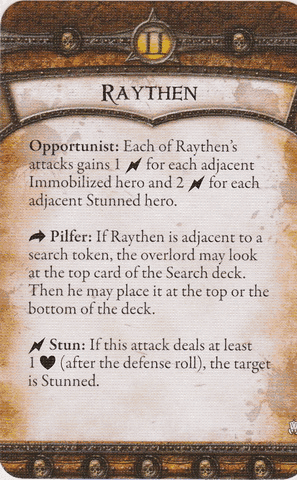 II
RAYTHEN
Opportunist: Each of Raythen's
attacks gains 1 for each adjacent
Immobilized hero and 2 for each
adjacent Stunned hero.
Pilfer: If Raythen is adjacent to a
search token, the overlord may look
at the top card of the Search deck.
Then he may place it at the top or the
bottom of the deck.
Stun: If this attack deals at least
1 ♥ (after the defense roll), the target
is Stunned.